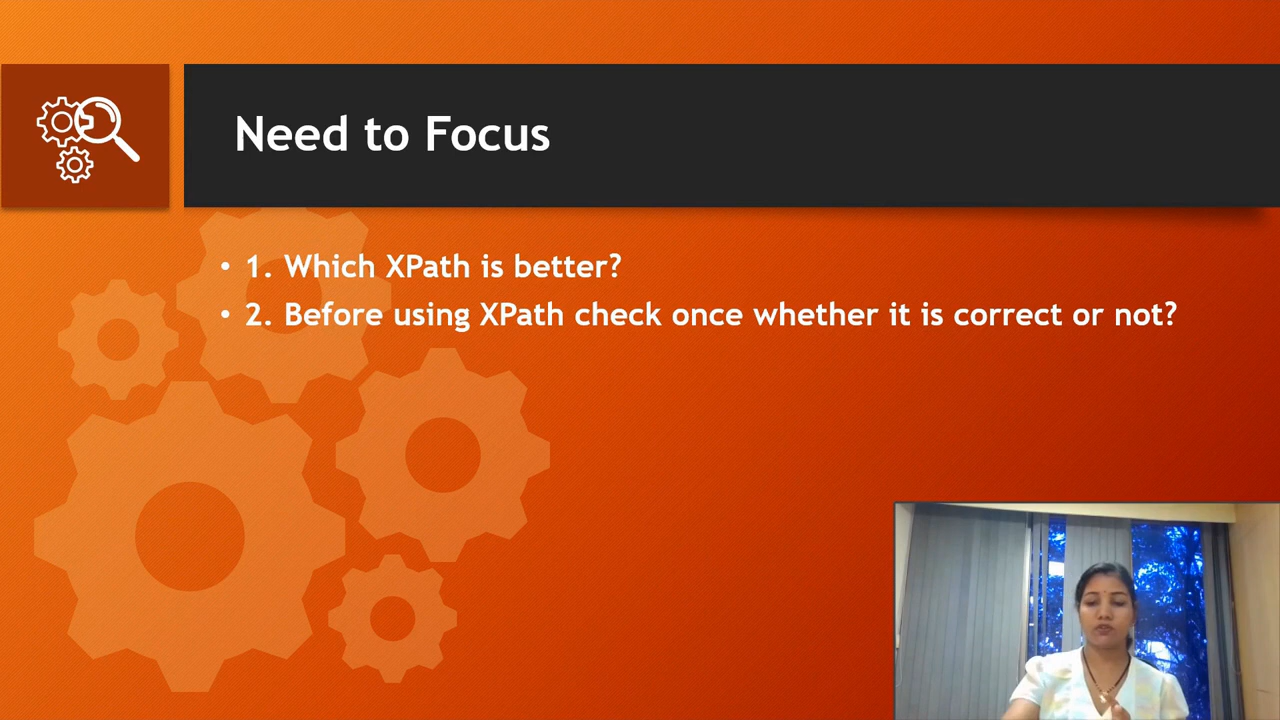 Need to Focus
• 1. Which XPath is better?
• 2. Before using XPath check once whether it is correct or not?